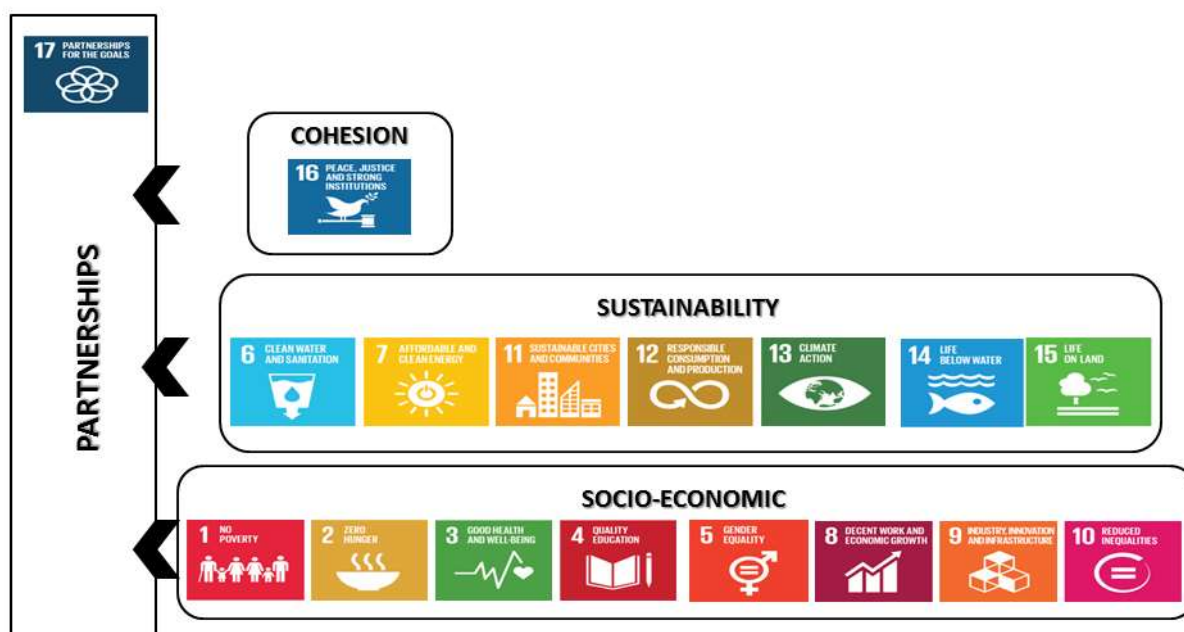 17 PARTNERSHIPS
FOR THE GOALS
PARTNERSHIPS
COHESION
16 PEACE, JUSTICE
AND STRONG
INSTITUTIONS
SUSTAINABILITY
6 CLEAN WATER
AND SANITATION
7 AFFORDABLE AND
CLEAN ENERGY
11 SUSTAINABLE CITIES
AND COMMUNITIES
12 RESPONSIBLE
CONSUMPTION
AND PRODUCTION
13 CLIMATE
ACTION
14 LIFE
BELOW WATER
15 LIFE
ON LAND
SOCIO-ECONOMIC
1 NO
POVERTY
2 ZERO
HUNGER
3 GOOD HEALTH
AND WELL-BEING
4 QUALITY
EDUCATION
5 GENDER
EQUALITY
8 DECENT WORK AND
ECONOMIC GROWTH
9 INDUSTRY, INNOVATION
AND INFRASTRUCTURE
10 REDUCED
INEQUALITIES